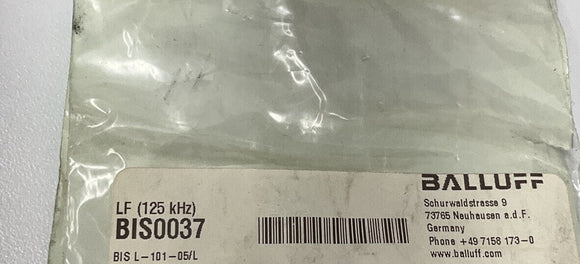 LF (125 kHz)
BIS0037
BIS L-101-05/L
BALLUFF
Schurwaldstrasse 9
73765 Neuhausen a.d.F.
Germany
Phone +49 7158 173-0
www.balluff.com